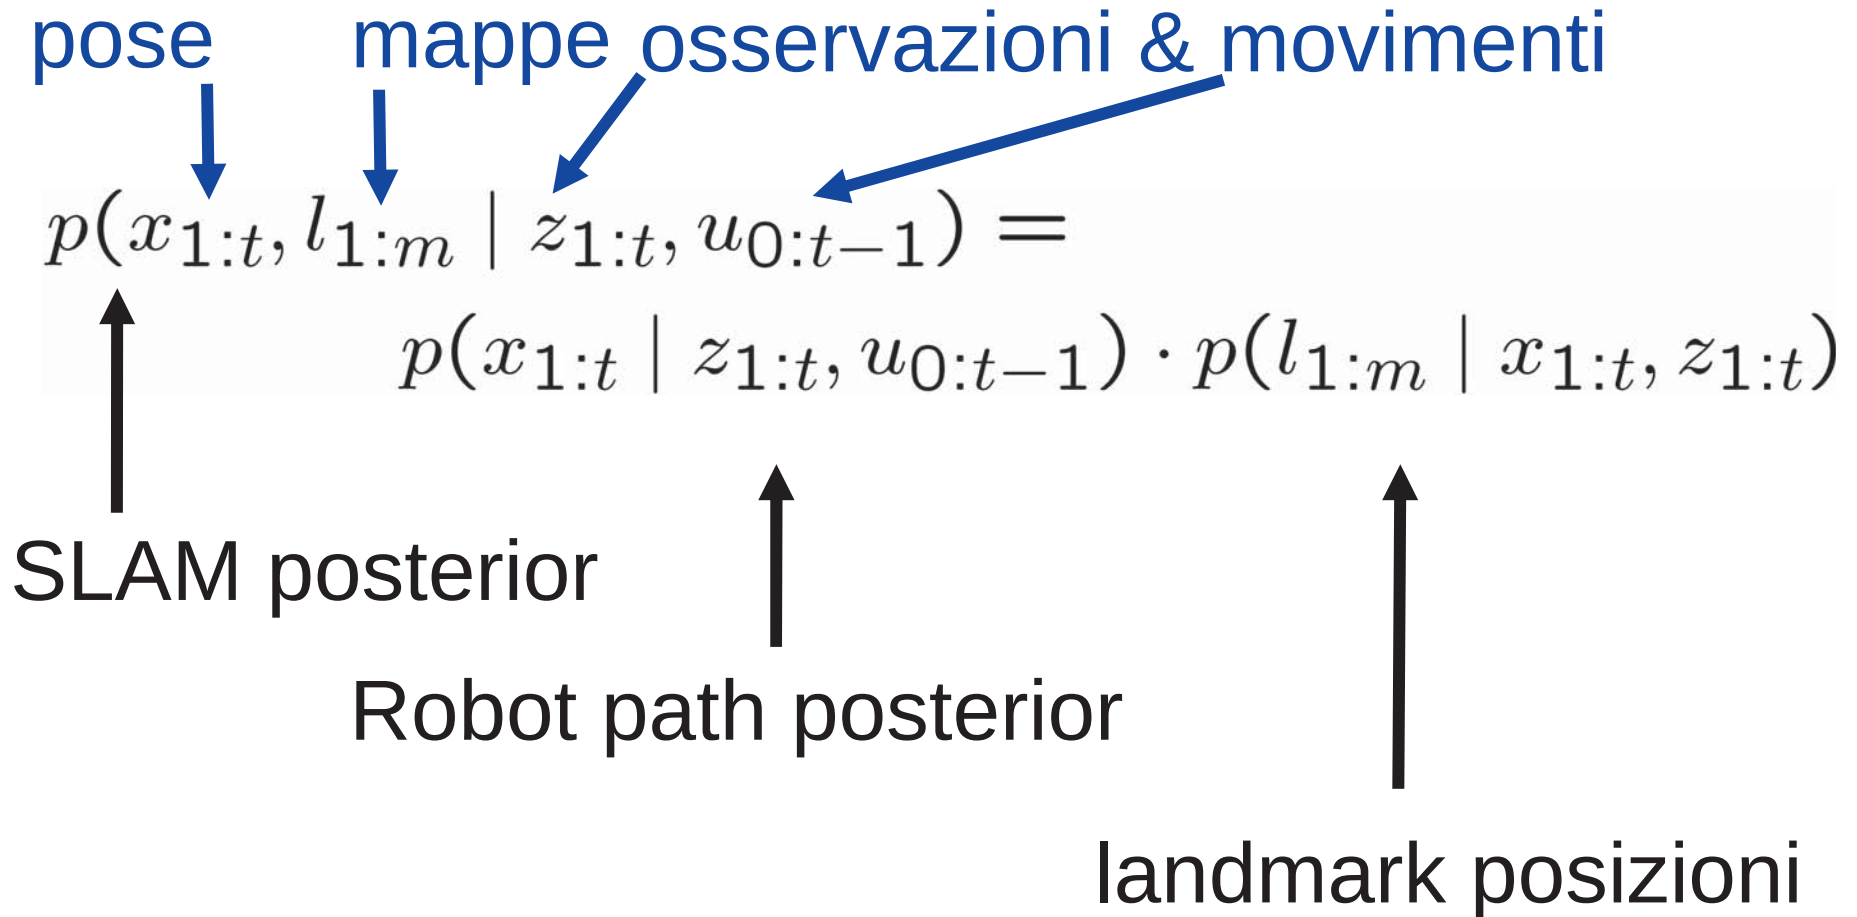 pose mappe osservazioni & movimenti
p(x_{1:t}, l_{1:m} | z_{1:t}, u_{0:t−1}) =
p(x_{1:t} | z_{1:t}, u_{0:t−1}) · p(l_{1:m} | x_{1:t}, z_{1:t})
SLAM posterior
Robot path posterior
landmark posizioni